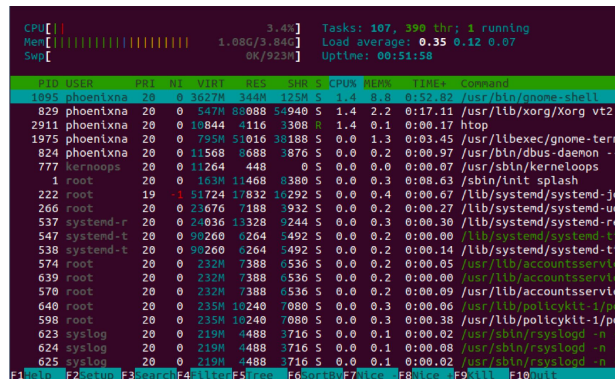 CPU[|| 3.4%] Tasks: 107, 390 thr; 1 running
Mem[|||||||||||||||||||| 1.08G/3.84G] Load average: 0.35 0.12 0.07
Swp[ 0K/923M] Uptime: 00:51:58
PID USER PRI NI VIRT RES SHR S CPU% MEM% TIME+ Command
1095 phoenixna 20 0 3627M 344M 125M S 1.4 8.8 0:52.82 /usr/bin/gnome-shell
829 phoenixna 20 0 547M 88088 54940 S 1.4 2.2 0:17.11 /usr/lib/xorg/Xorg vt2
2911 phoenixna 20 0 10844 4116 3308 R 1.4 0.1 0:00.17 htop
1975 phoenixna 20 0 795M 51016 38188 S 0.0 1.3 0:03.45 /usr/libexec/gnome-ter
824 phoenixna 20 0 11568 8688 3876 S 0.0 0.2 0:00.97 /usr/bin/dbus-daemon -
777 kernoops 20 0 11264 448 0 S 0.0 0.0 0:00.07 /usr/sbin/kerneloops
1 root 20 0 163M 11468 8380 S 0.0 0.3 0:08.63 /sbin/init splash
222 root 19 -1 51724 17832 16292 S 0.0 0.4 0:00.67 /lib/systemd/systemd-j
266 root 20 0 23676 7188 3932 S 0.0 0.2 0:00.27 /lib/systemd/systemd-u
537 systemd-r 20 0 24036 13328 9244 S 0.0 0.3 0:00.30 /lib/systemd/systemd-r
547 systemd-t 20 0 90260 6264 5492 S 0.0 0.2 0:00.00 /lib/systemd/systemd-t
538 systemd-t 20 0 90260 6264 5492 S 0.0 0.2 0:00.14 /lib/systemd/systemd-t
574 root 20 0 232M 7388 6536 S 0.0 0.2 0:00.05 /usr/lib/accountsservi
639 root 20 0 232M 7388 6536 S 0.0 0.2 0:00.00 /usr/lib/accountsservi
570 root 20 0 232M 7388 6536 S 0.0 0.2 0:00.09 /usr/lib/accountsservi
640 root 20 0 235M 10240 7080 S 0.0 0.3 0:00.06 /usr/lib/policykit-1/p
598 root 20 0 235M 10240 7080 S 0.0 0.3 0:00.38 /usr/lib/policykit-1/p
623 syslog 20 0 219M 4488 3716 S 0.0 0.1 0:00.02 /usr/sbin/rsyslogd -n
624 syslog 20 0 219M 4488 3716 S 0.0 0.1 0:00.08 /usr/sbin/rsyslogd -n
625 syslog 20 0 219M 4488 3716 S 0.0 0.1 0:00.02 /usr/sbin/rsyslogd -n
F1Help F2Setup F3SearchF4FilterF5Tree F6SortByF7Nice -F8Nice +F9Kill F10Quit